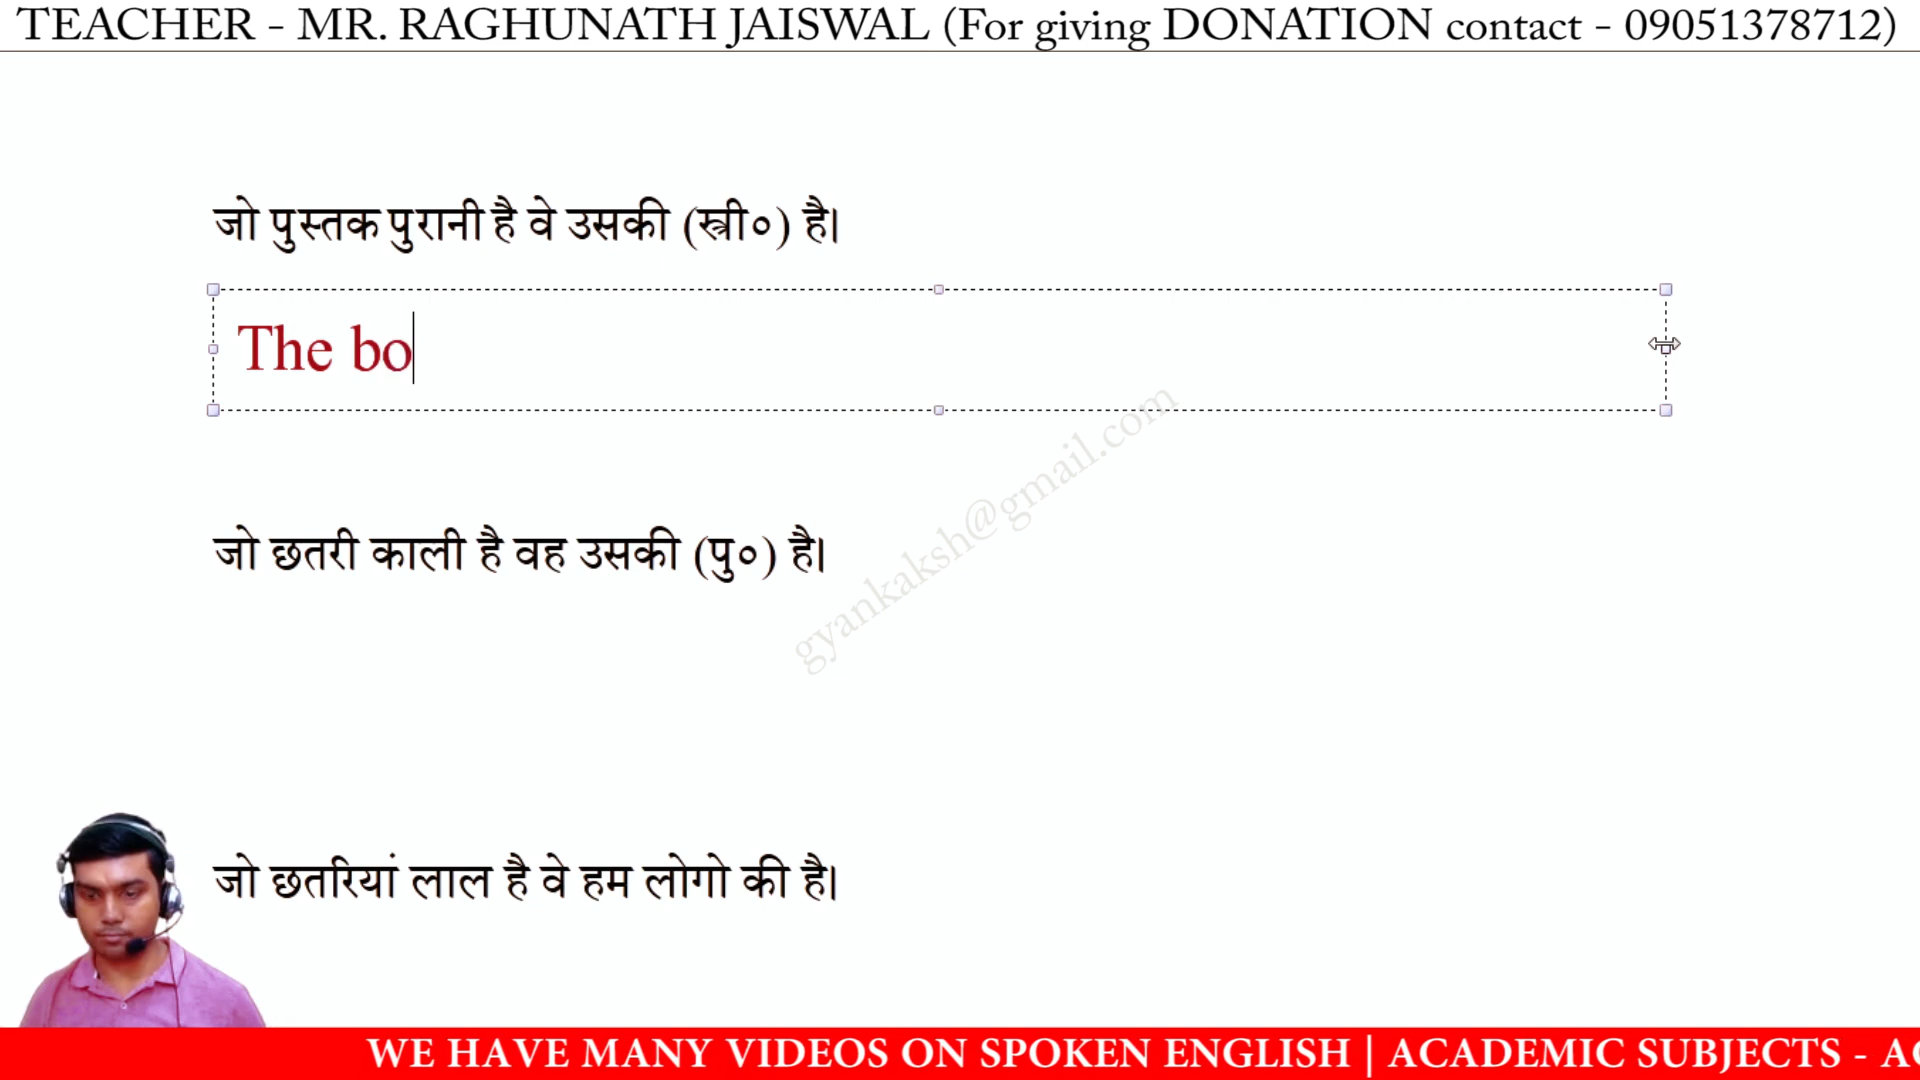 TEACHER - MR. RAGHUNATH JAISWAL (For giving DONATION contact - 09051378712)
जो पुस्तक पुरानी है वे उसकी (स्त्री०) है।
The bo
gyankaksh@gmail.com
जो छतरी काली है वह उसकी (पु०) है।
जो छतरियां लाल है वे हम लोगो की है।
WE HAVE MANY VIDEOS ON SPOKEN ENGLISH | ACADEMIC SUBJECTS - AC